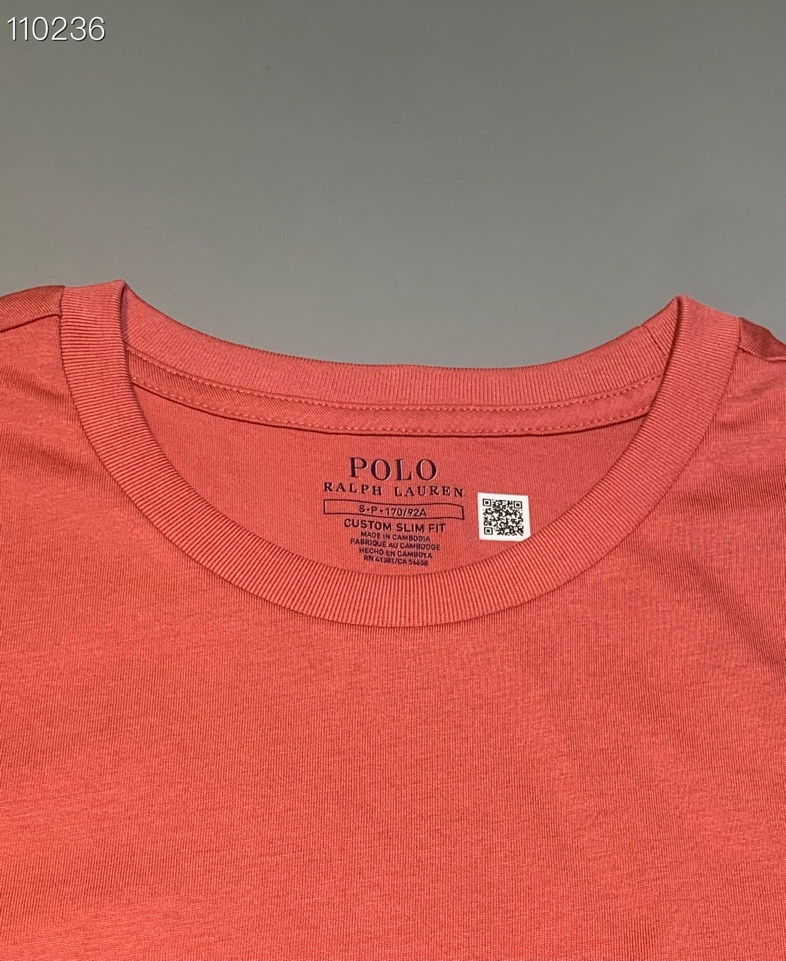 110236
POLO
RALPH LAUREN
S•P•170/92A
CUSTOM SLIM FIT
MADE IN CAMBODIA
FABRIQUE AU CAMBODGE
HECHO EN CAMBOYA
RN 41381/CA 54658